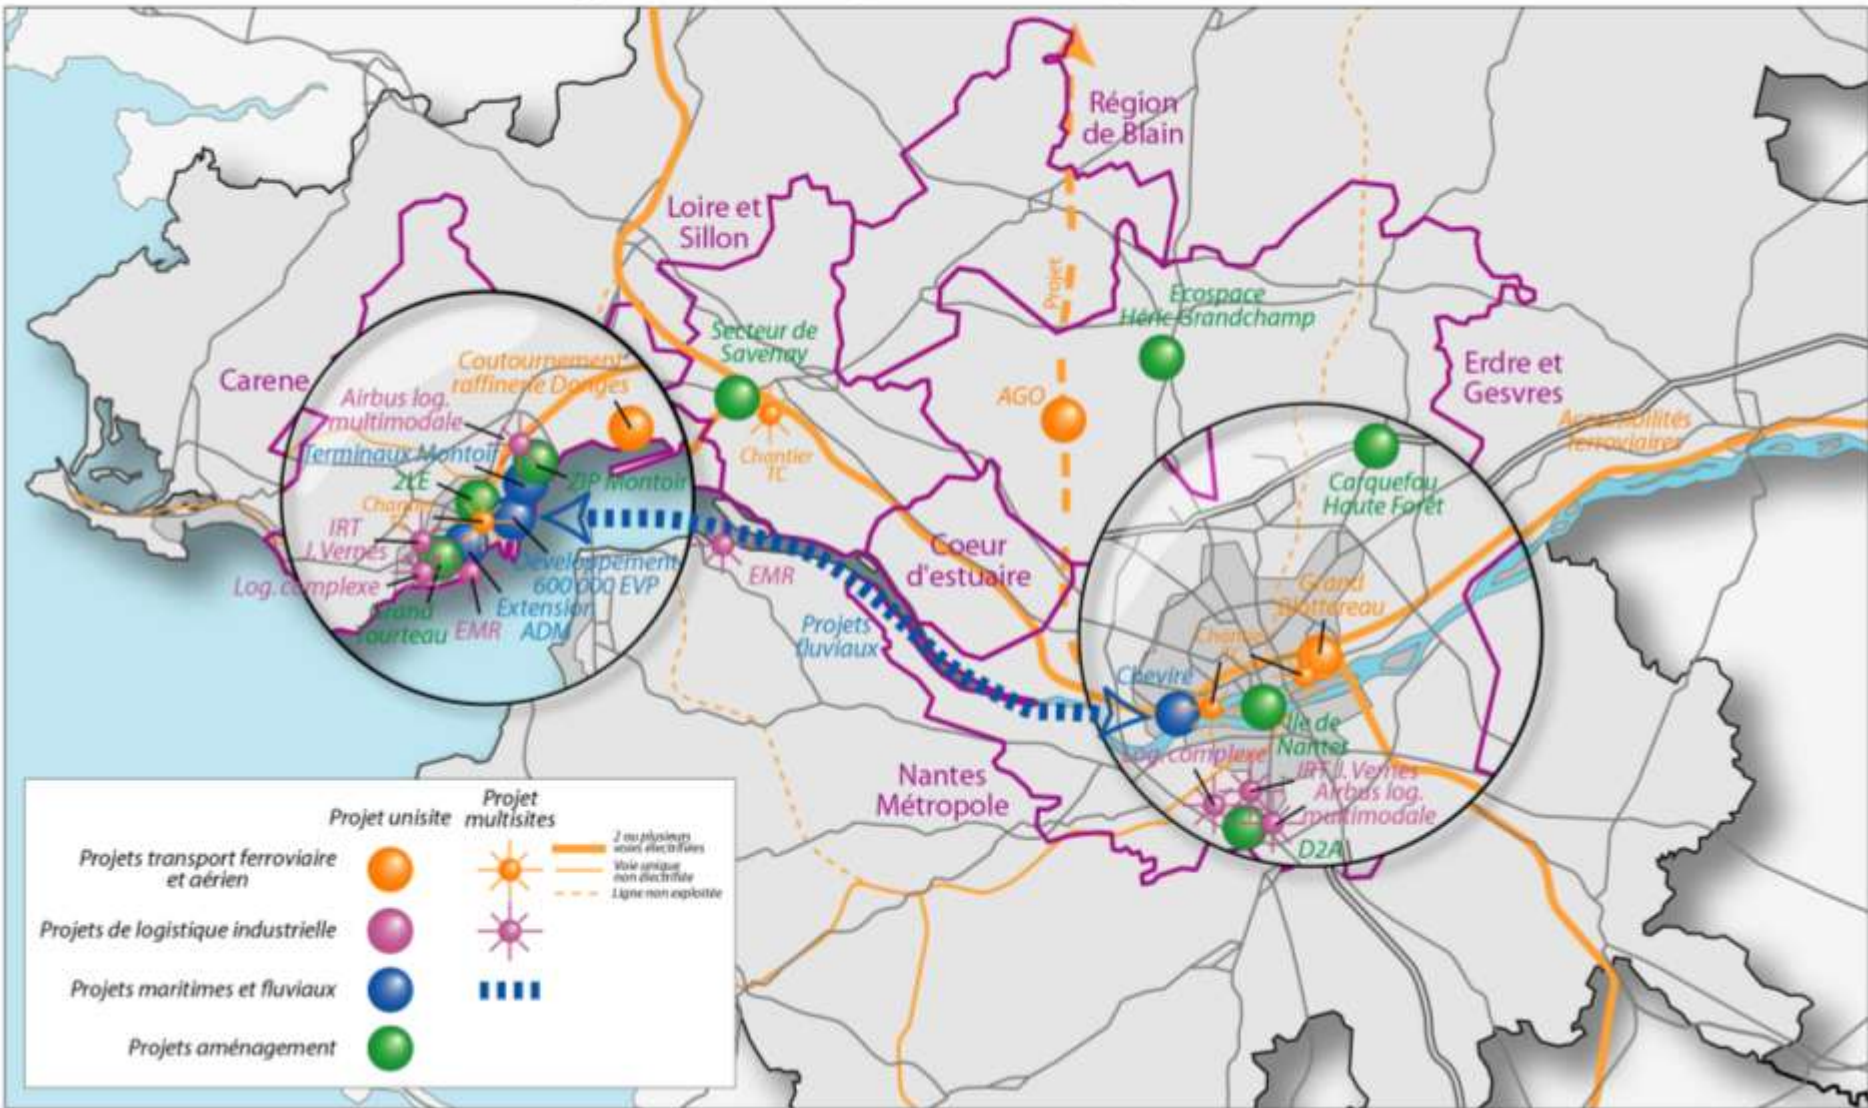 Région
de Blain
Loire et
Sillon
Projet
Ecospace
Héric Grandchamp
Secteur de
Savenay
Coutournement
raffinerie Donges
Carene
Airbus log.
multimodale
Erdre et
Gesvres
AGO
Accessibilités
ferroviaires
Terminaux Montoir
Chantier
TC
2LE
ZIP Montoir
Carquefou
Haute Forêt
IRT
J. Vernes
Coeur
d'estuaire
Log. complexe
Développement
600 000 EVP
EMR
Grand
Blottereau
Grand
Tourteau
EMR
Extension
ADM
Projets
fluviaux
Cheviré
Ile de
Nantes
Log. complexe
IRT J. Vernes
Airbus log.
multimodale
Nantes
Métropole
D2A
Projet unisite
Projet
multisites
Projets transport ferroviaire
et aérien
2 ou plusieurs
voies électrifiées
Voie unique
non électrifiée
Ligne non exploitée
Projets de logistique industrielle
Projets maritimes et fluviaux
Projets aménagement